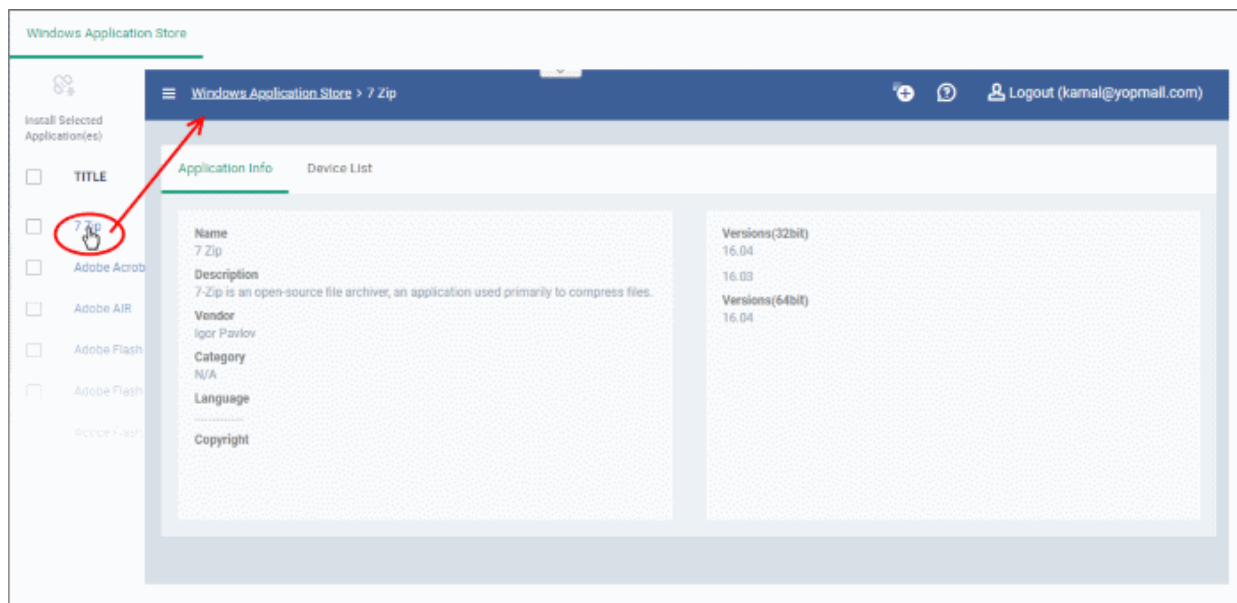 Windows Application Store
Install Selected
Application(es)
TITLE
7 Zip
Adobe Acrob
Adobe AIR
Adobe Flash
Adobe Flash
Adobe Flash
Windows Application Store > 7 Zip
Logout (kamal@yopmail.com)
Application Info
Device List
Name
7 Zip
Description
7-Zip is an open-source file archiver, an application used primarily to compress files.
Vendor
Igor Pavlov
Category
N/A
Language
------------
Copyright
Versions(32bit)
16.04
16.03
Versions(64bit)
16.04